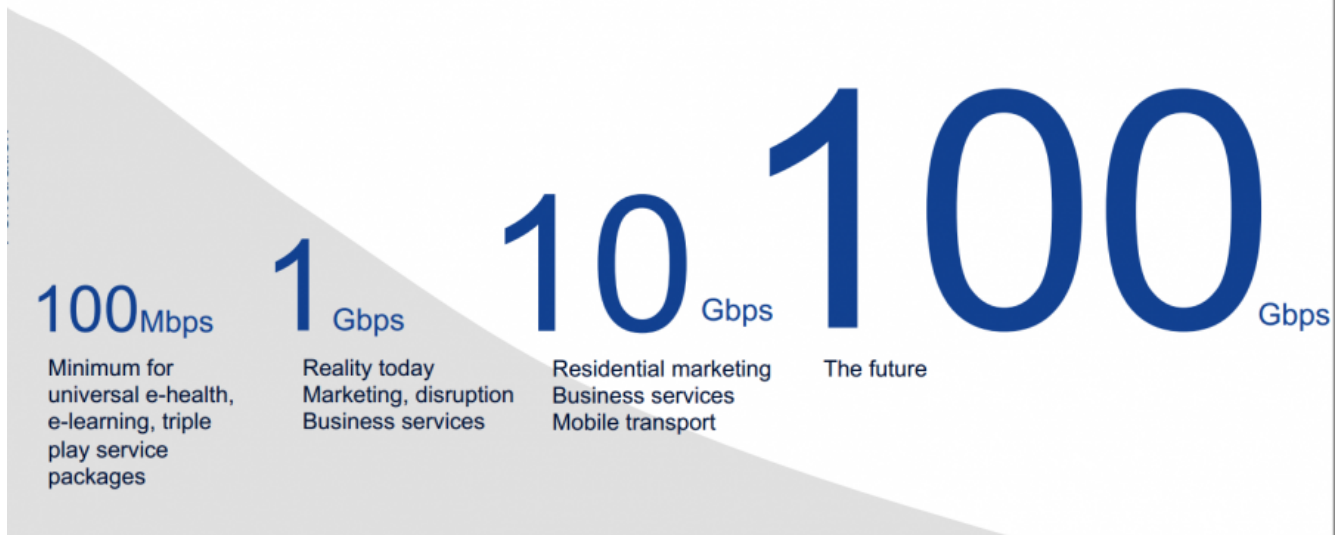 100Mbps
Minimum for
universal e-health,
e-learning, triple
play service
packages
1 Gbps
Reality today
Marketing, disruption
Business services
10 Gbps
Residential marketing
Business services
Mobile transport
100 Gbps
The future